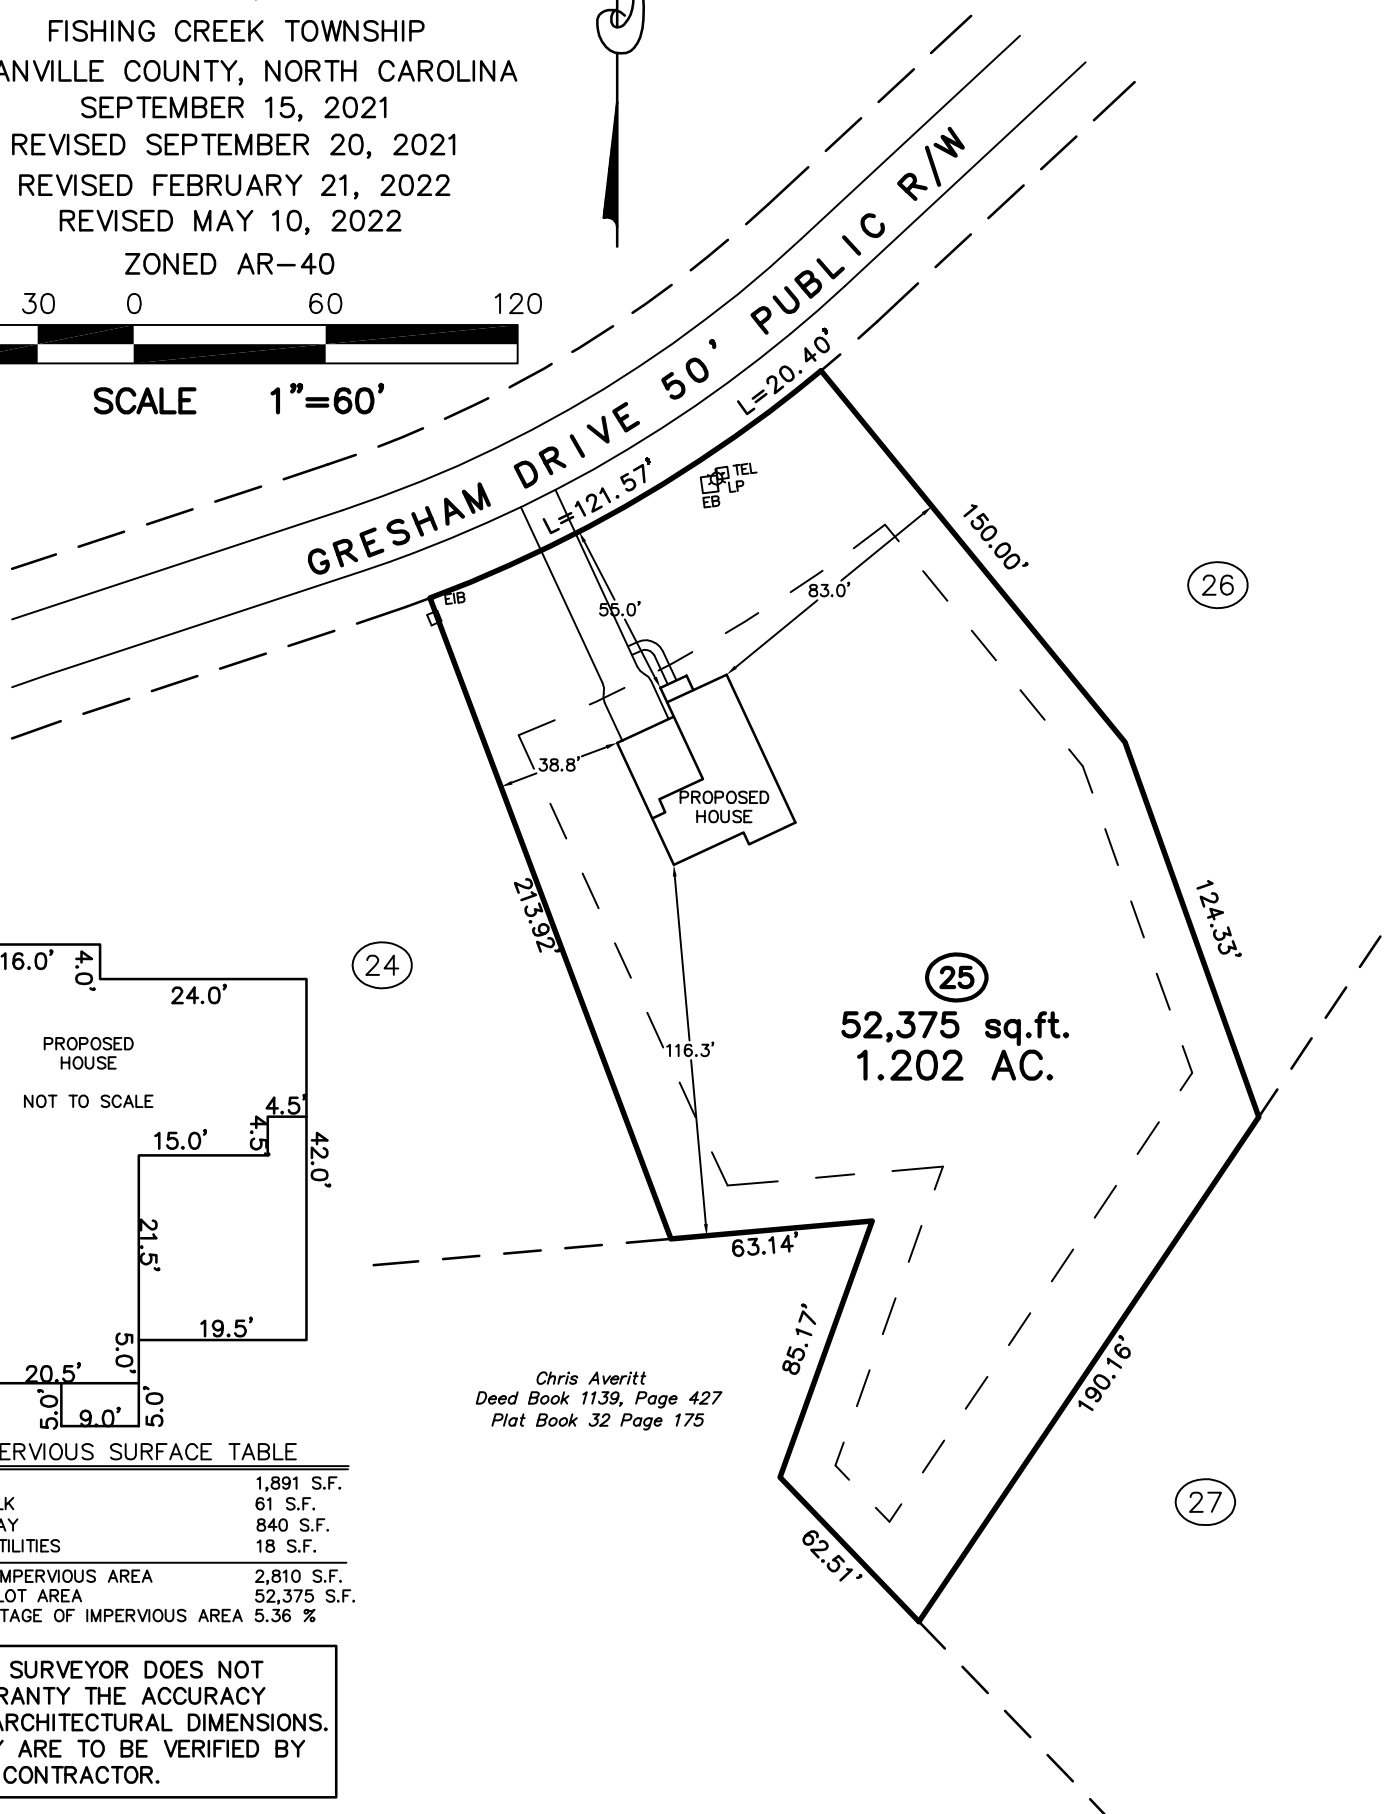 FISHING CREEK TOWNSHIP
ANVILLE COUNTY, NORTH CAROLINA
SEPTEMBER 15, 2021
REVISED SEPTEMBER 20, 2021
REVISED FEBRUARY 21, 2022
REVISED MAY 10, 2022
ZONED AR-40
30 0 60 120
SCALE 1"=60'
GRESHAM DRIVE 50' PUBLIC R/W
L=20.40'
L=121.57'
TEL
LP
EB
EIB
150.00'
26
83.0'
55.0'
38.8'
PROPOSED
HOUSE
213.92'
124.33'
24
25
52,375 sq.ft.
1.202 AC.
116.3'
63.14'
85.17'
190.16'
62.51'
27
Chris Averitt
Deed Book 1139, Page 427
Plat Book 32 Page 175
16.0'
4.0'
24.0'
PROPOSED
HOUSE
NOT TO SCALE
4.5'
4.5'
15.0'
42.0'
21.5'
19.5'
5.0'
20.5'
5.0'
9.0'
5.0'
ERVIOUS SURFACE TABLE
1,891 S.F.
LK 61 S.F.
AY 840 S.F.
TILITIES 18 S.F.
MPERVIOUS AREA 2,810 S.F.
LOT AREA 52,375 S.F.
TAGE OF IMPERVIOUS AREA 5.36 %
SURVEYOR DOES NOT
RANTY THE ACCURACY
ARCHITECTURAL DIMENSIONS.
Y ARE TO BE VERIFIED BY
CONTRACTOR.